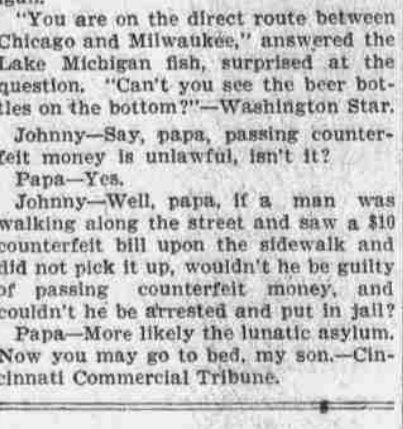 again.
"You are on the direct route between
Chicago and Milwaukee," answered the
Lake Michigan fish, surprised at the
question. "Can't you see the beer bot-
tles on the bottom?"—Washington Star.
Johnny—Say, papa, passing counter-
feit money is unlawful, isn't it?
Papa—Yes.
Johnny—Well, papa, if a man was
walking along the street and saw a $10
counterfeit bill upon the sidewalk and
did not pick it up, wouldn't he be guilty
of passing counterfeit money, and
couldn't he be arrested and put in jail?
Papa—More likely the lunatic asylum.
Now you may go to bed, my son.—Cin-
cinnati Commercial Tribune.